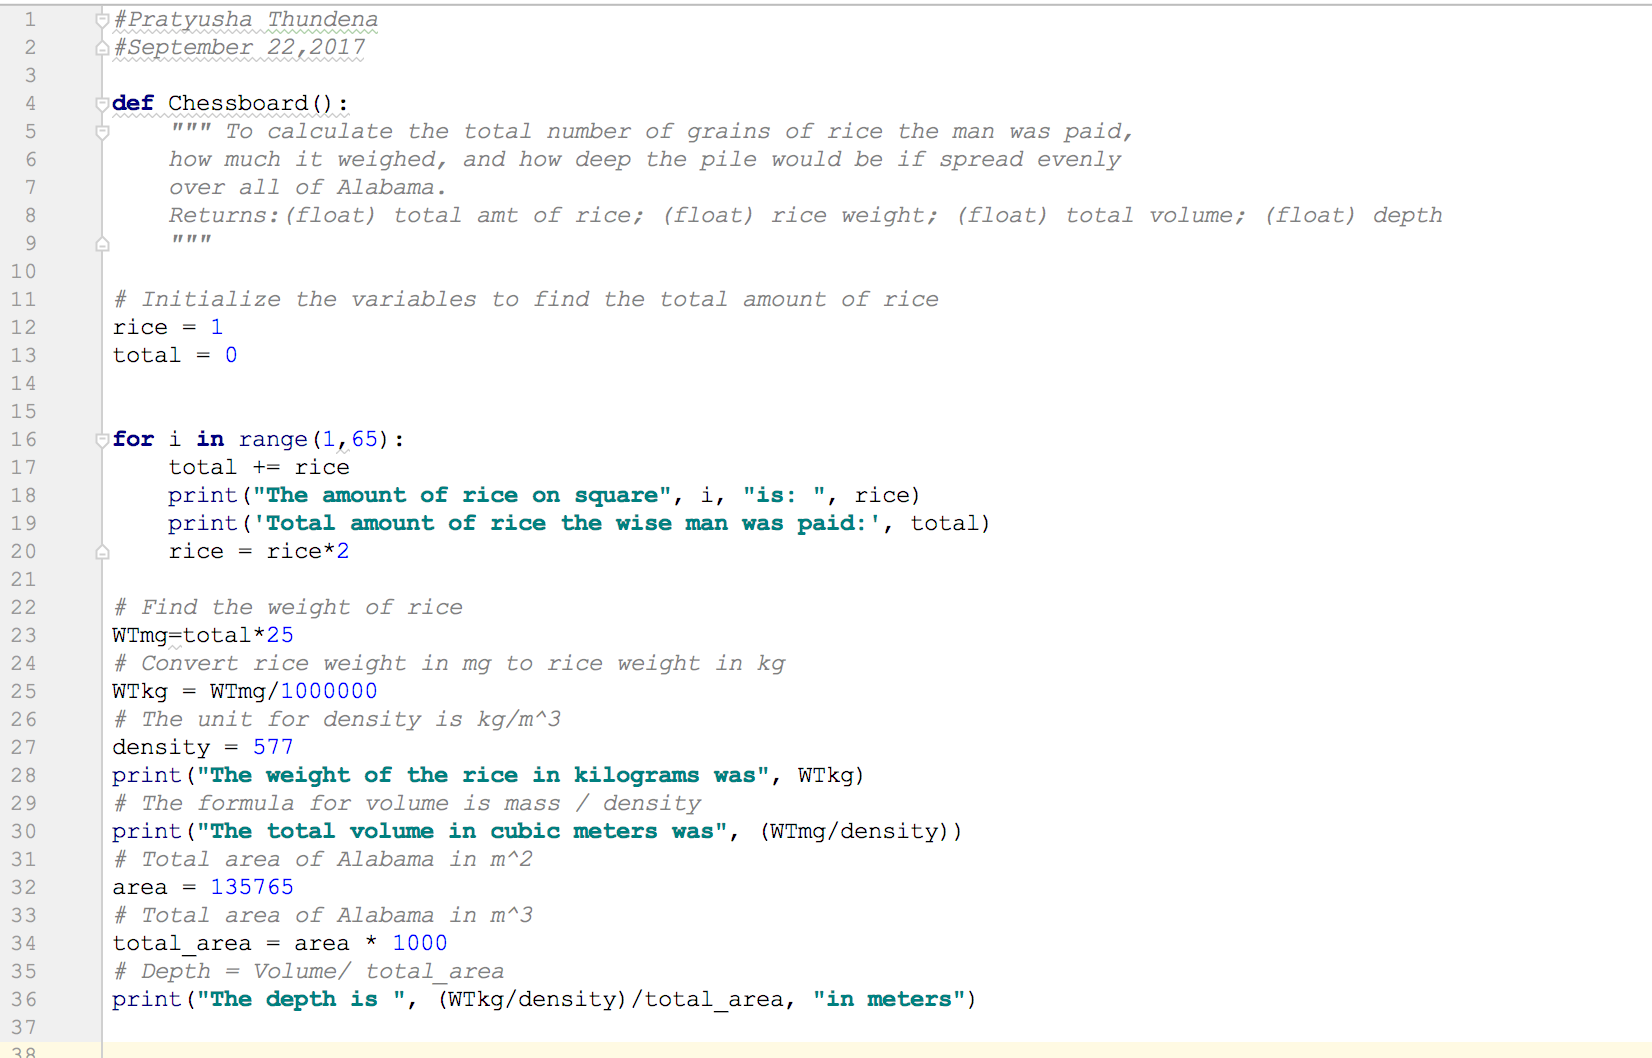 1 #Pratyusha Thundena
2 #September 22,2017
3
4 def Chessboard():
5     """ To calculate the total number of grains of rice the man was paid,
6     how much it weighed, and how deep the pile would be if spread evenly
7     over all of Alabama.
8     Returns:(float) total amt of rice; (float) rice weight; (float) total volume; (float) depth
9     """
10
11 # Initialize the variables to find the total amount of rice
12 rice = 1
13 total = 0
14
15
16 for i in range(1,65):
17     total += rice
18     print("The amount of rice on square", i, "is: ", rice)
19     print('Total amount of rice the wise man was paid:', total)
20     rice = rice*2
21
22 # Find the weight of rice
23 WTmg=total*25
24 # Convert rice weight in mg to rice weight in kg
25 WTkg = WTmg/1000000
26 # The unit for density is kg/m^3
27 density = 577
28 print("The weight of the rice in kilograms was", WTkg)
29 # The formula for volume is mass / density
30 print("The total volume in cubic meters was", (WTmg/density))
31 # Total area of Alabama in m^2
32 area = 135765
33 # Total area of Alabama in m^3
34 total_area = area * 1000
35 # Depth = Volume/ total_area
36 print("The depth is ", (WTkg/density)/total_area, "in meters")
37
38